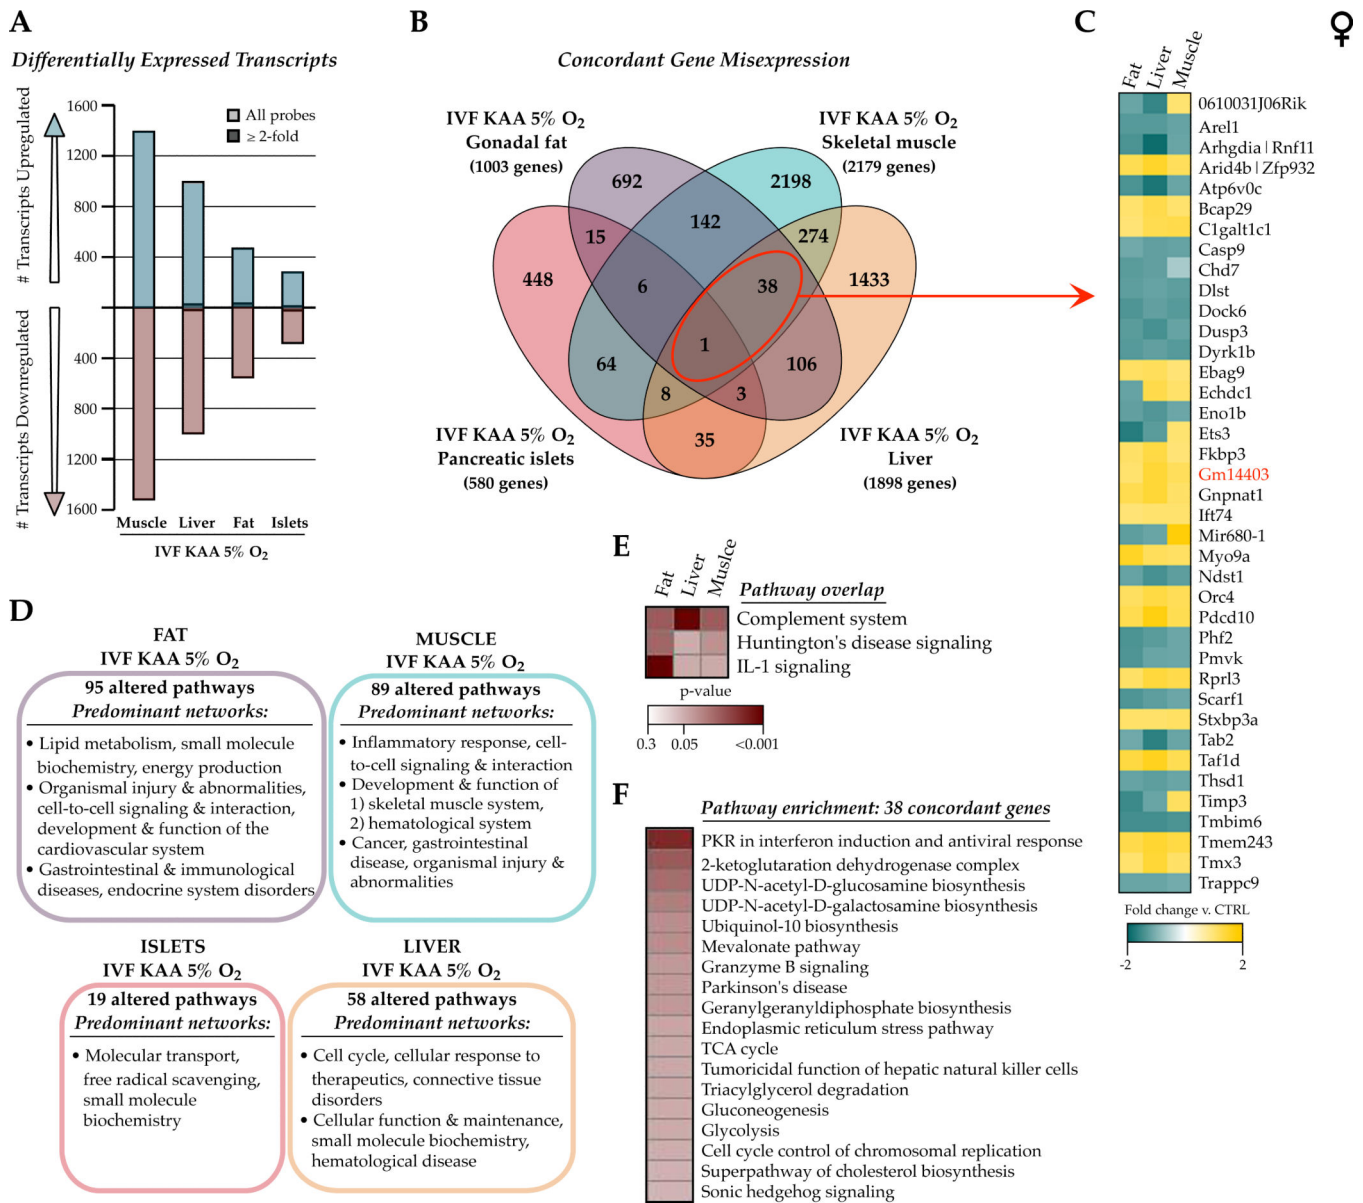 A
Differentially Expressed Transcripts
# Transcripts Upregulated
# Transcripts Downregulated
1600
1200
800
400
400
800
1200
1600
All probes
≥ 2-fold
Muscle Liver Fat Islets
IVF KAA 5% O₂
B
Concordant Gene Misexpression
IVF KAA 5% O₂
Gonadal fat
(1003 genes)
IVF KAA 5% O₂
Skeletal muscle
(2179 genes)
692
2198
142
15
274
448
6
38
1433
1
64
106
8
3
35
IVF KAA 5% O₂
Pancreatic islets
(580 genes)
IVF KAA 5% O₂
Liver
(1898 genes)
C
♀
Fat
Liver
Muscle
0610031J06Rik
Arel1
Arhgdia|Rnf11
Arid4b|Zfp932
Atp6v0c
Bcap29
C1galt1c1
Casp9
Chd7
Dlst
Dock6
Dusp3
Dyrk1b
Ebag9
Echdc1
Eno1b
Ets3
Fkbp3
Gm14403
Gnpnat1
Ift74
Mir680-1
Myo9a
Ndst1
Orc4
Pdcd10
Phf2
Pmvk
Rprl3
Scarf1
Stxbp3a
Tab2
Taf1d
Thsd1
Timp3
Tmbim6
Tmem243
Tmx3
Trappc9
Fold change v. CTRL
-2 2
D
FAT
IVF KAA 5% O₂
95 altered pathways
Predominant networks:
• Lipid metabolism, small molecule
biochemistry, energy production
• Organismal injury & abnormalities,
cell-to-cell signaling & interaction,
development & function of the
cardiovascular system
• Gastrointestinal & immunological
diseases, endocrine system disorders
MUSCLE
IVF KAA 5% O₂
89 altered pathways
Predominant networks:
• Inflammatory response, cell-
to-cell signaling & interaction
• Development & function of
1) skeletal muscle system,
2) hematological system
• Cancer, gastrointestinal
disease, organismal injury &
abnormalities
ISLETS
IVF KAA 5% O₂
19 altered pathways
Predominant networks:
• Molecular transport,
free radical scavenging,
small molecule
biochemistry
LIVER
IVF KAA 5% O₂
58 altered pathways
Predominant networks:
• Cell cycle, cellular response to
therapeutics, connective tissue
disorders
• Cellular function & maintenance,
small molecule biochemistry,
hematological disease
E
Fat
Liver
Muslce
Pathway overlap
Complement system
Huntington's disease signaling
IL-1 signaling
p-value
0.3 0.05 <0.001
F
Pathway enrichment: 38 concordant genes
PKR in interferon induction and antiviral response
2-ketoglutaration dehydrogenase complex
UDP-N-acetyl-D-glucosamine biosynthesis
UDP-N-acetyl-D-galactosamine biosynthesis
Ubiquinol-10 biosynthesis
Mevalonate pathway
Granzyme B signaling
Parkinson's disease
Geranylgeranyldiphosphate biosynthesis
Endoplasmic reticulum stress pathway
TCA cycle
Tumoricidal function of hepatic natural killer cells
Triacylglycerol degradation
Gluconeogenesis
Glycolysis
Cell cycle control of chromosomal replication
Superpathway of cholesterol biosynthesis
Sonic hedgehog signaling